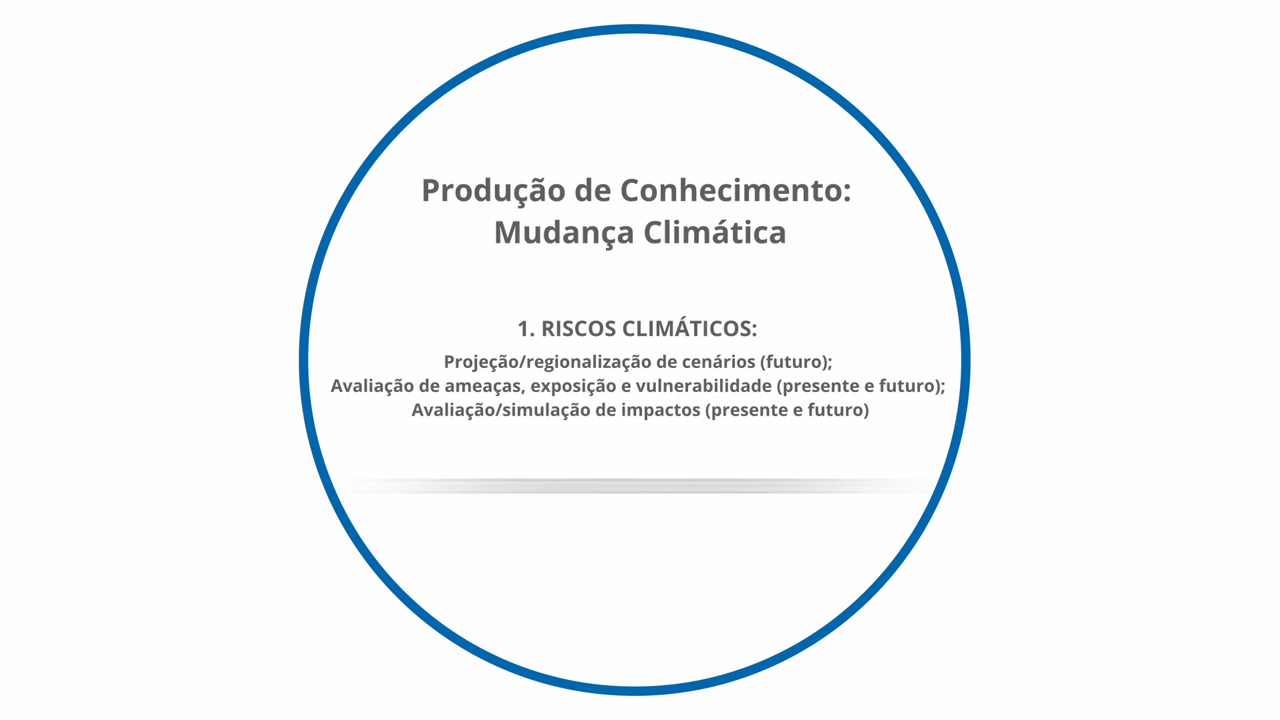 Produção de Conhecimento:
Mudança Climática
1. RISCOS CLIMÁTICOS:
Projeção/regionalização de cenários (futuro);
Avaliação de ameaças, exposição e vulnerabilidade (presente e futuro);
Avaliação/simulação de impactos (presente e futuro)